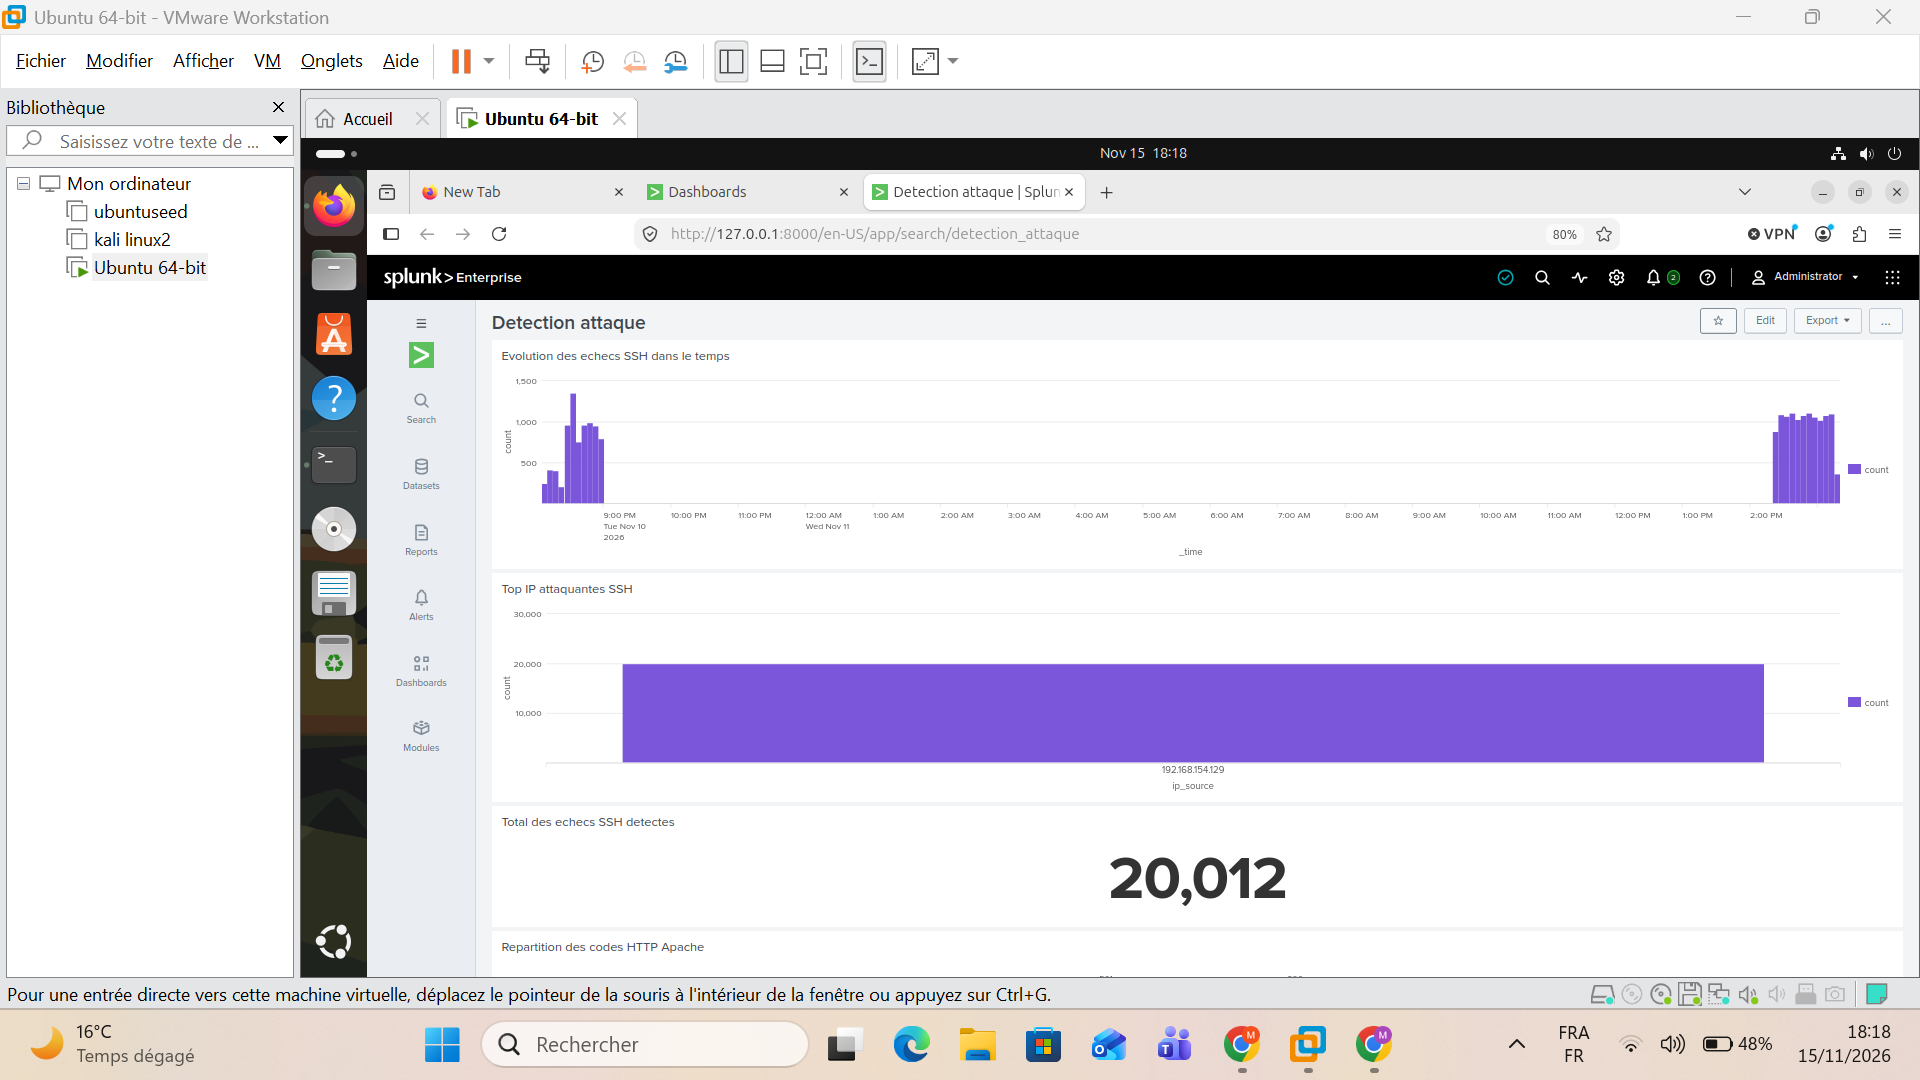 Ubuntu 64-bit - VMware Workstation
Fichier Modifier Afficher VM Onglets Aide
Bibliothèque
Saisissez votre texte de ...
Mon ordinateur
ubuntuseed
kali linux2
Ubuntu 64-bit
Accueil
Ubuntu 64-bit
Nov 15 18:18
New Tab
Dashboards
Detection attaque | Splun
http://127.0.0.1:8000/en-US/app/search/detection_attaque
80%
VPN
splunk>Enterprise
2
Administrator
Search
Datasets
Reports
Alerts
Dashboards
Modules
Detection attaque
Edit
Export
...
Evolution des echecs SSH dans le temps
1,500
1,000
500
count
9:00 PM 10:00 PM 11:00 PM 12:00 AM 1:00 AM 2:00 AM 3:00 AM 4:00 AM 5:00 AM 6:00 AM 7:00 AM 8:00 AM 9:00 AM 10:00 AM 11:00 AM 12:00 PM 1:00 PM 2:00 PM
Tue Nov 10 Wed Nov 11
2026
_time
count
Top IP attaquantes SSH
30,000
20,000
10,000
count
192.168.154.129
ip_source
count
Total des echecs SSH detectes
20,012
Repartition des codes HTTP Apache
Pour une entrée directe vers cette machine virtuelle, déplacez le pointeur de la souris à l'intérieur de la fenêtre ou appuyez sur Ctrl+G.
16°C
Temps dégagé
Rechercher
FRA
FR
48%
18:18
15/11/2026